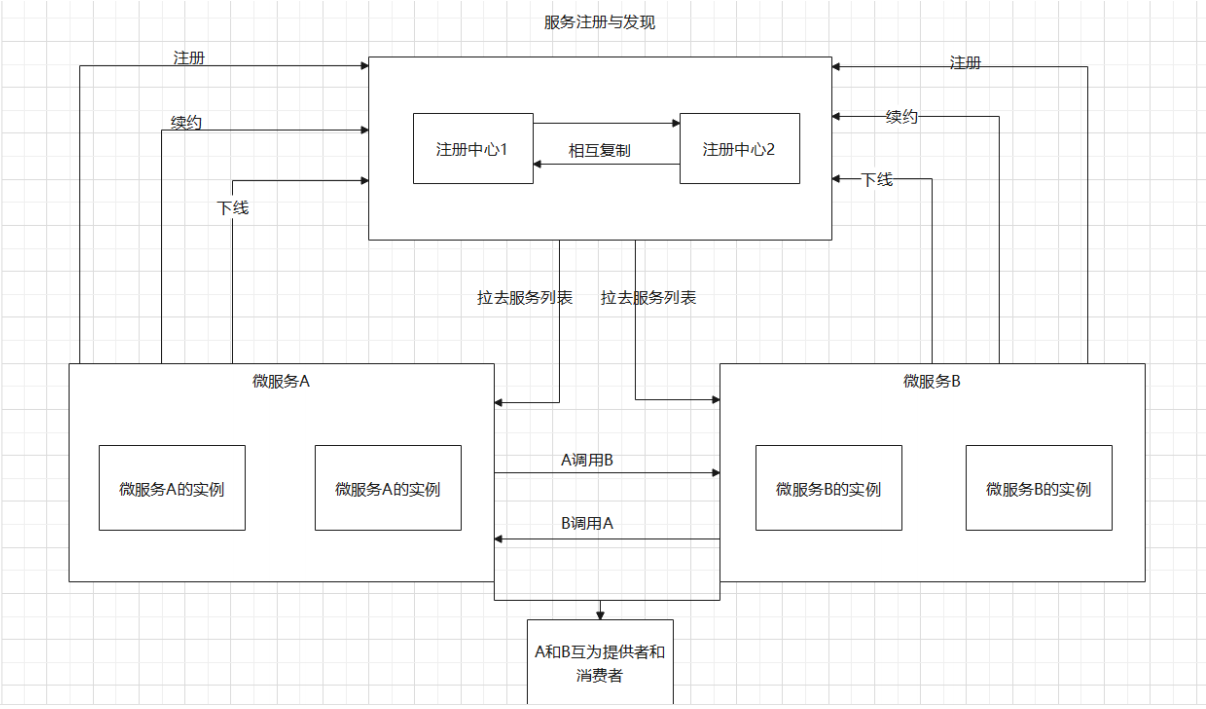 服务注册与发现
注册
注册
续约
续约
注册中心1
相互复制
注册中心2
下线
下线
拉去服务列表
拉去服务列表
微服务A
微服务B
A调用B
微服务A的实例
微服务A的实例
微服务B的实例
微服务B的实例
B调用A
A和B互为提供者和
消费者